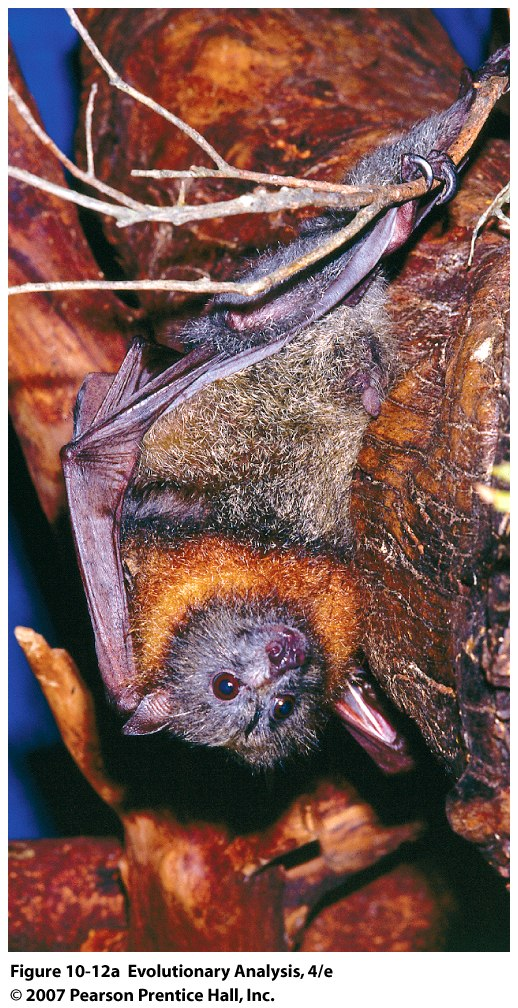 Figure 10-12a  Evolutionary Analysis, 4/e
© 2007 Pearson Prentice Hall, Inc.